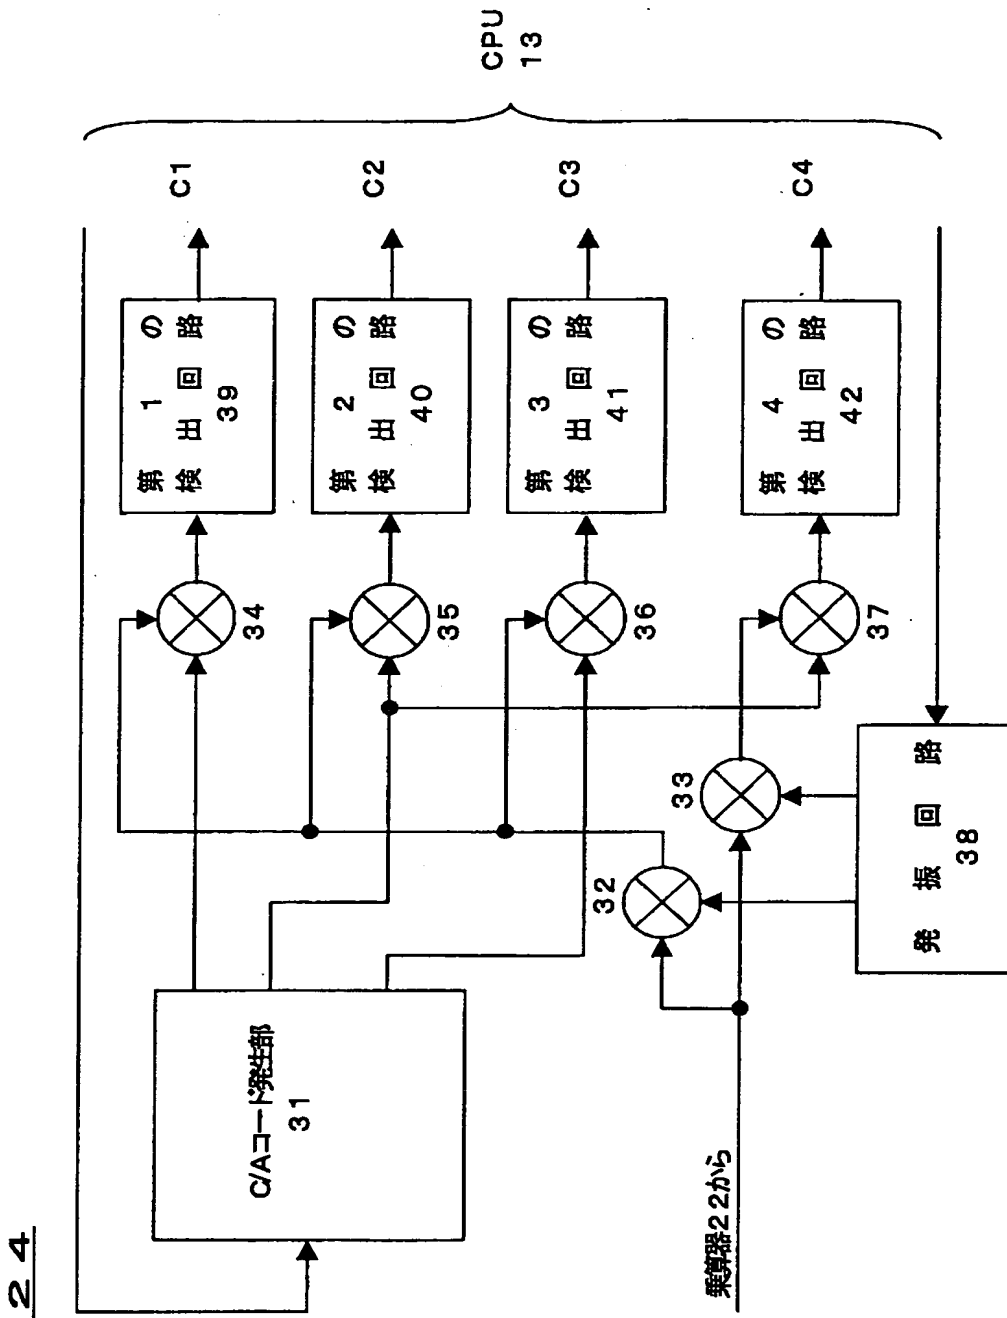 24
CPU
13
C1
C2
C3
C4
第1の
検出回路
39
第2の
検出回路
40
第3の
検出回路
41
第4の
検出回路
42
34
35
36
37
33
32
C/Aコード発生部
31
発振回路
38
乗算器22から